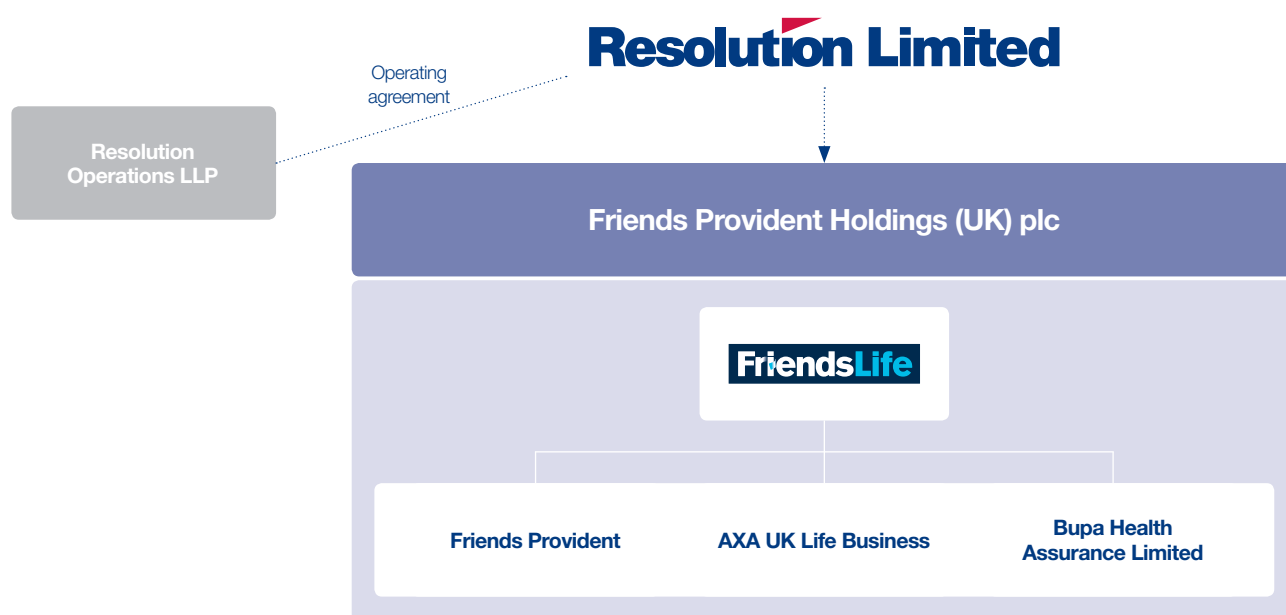 Resolution Limited
Operating
agreement
Resolution
Operations LLP
Friends Provident Holdings (UK) plc
FriendsLife
Friends Provident
AXA UK Life Business
Bupa Health
Assurance Limited